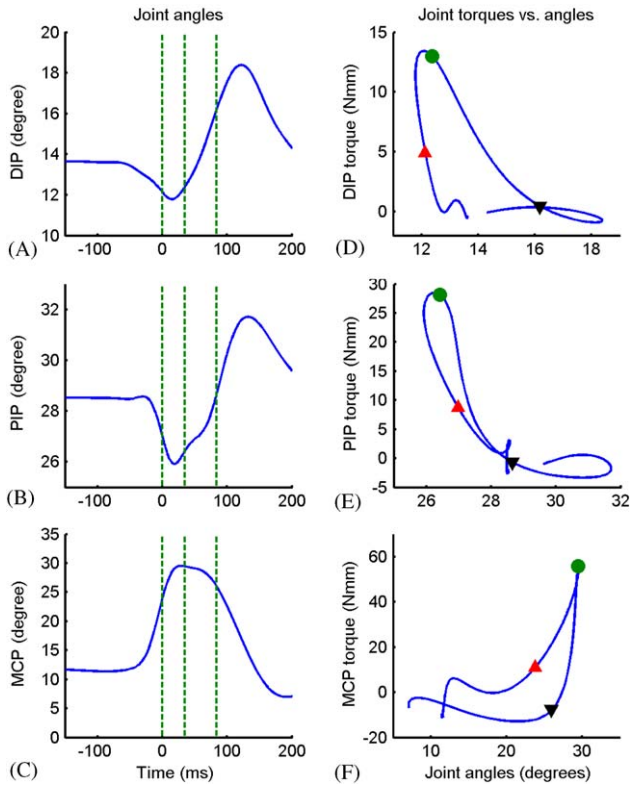 Joint angles
20
18
16
14
12
10
DIP (degree)
-100 0 100 200
(A)
32
30
28
26
PIP (degree)
-100 0 100 200
(B)
35
30
25
20
15
10
5
0
MCP (degree)
-100 0 100 200
Time (ms)
(C)
Joint torques vs. angles
15
10
5
0
DIP torque (Nmm)
12 14 16 18
(D)
30
25
20
15
10
5
0
-5
PIP torque (Nmm)
26 28 30 32
(E)
60
40
20
0
-20
MCP torque (Nmm)
10 20 30
Joint angles (degrees)
(F)